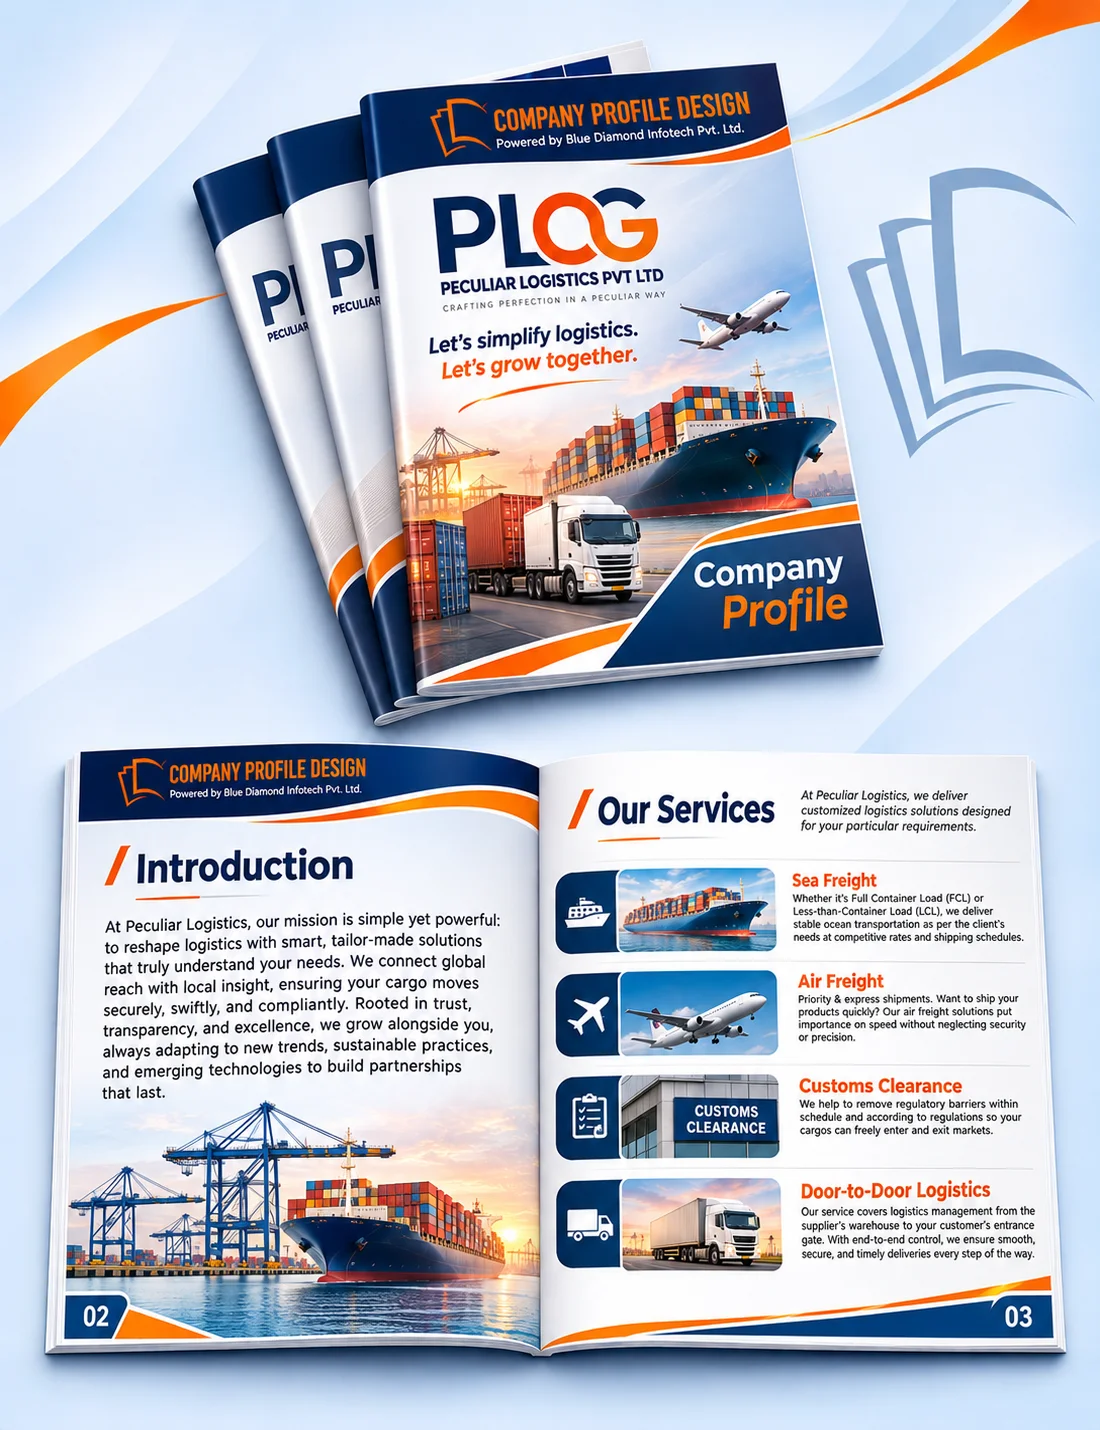 COMPANY PROFILE DESIGN
Powered by Blue Diamond Infotech Pvt. Ltd.
PLOG
PECULIAR LOGISTICS PVT LTD
CRAFTING PERFECTION IN A PECULIAR WAY
Let's simplify logistics.
Let's grow together.
Company
Profile
Pl
PECULIAR
PL
PECULIAR
COMPANY PROFILE DESIGN
Powered by Blue Diamond Infotech Pvt. Ltd.
Introduction
At Peculiar Logistics, our mission is simple yet powerful:
to reshape logistics with smart, tailor-made solutions
that truly understand your needs. We connect global
reach with local insight, ensuring your cargo moves
securely, swiftly, and compliantly. Rooted in trust,
transparency, and excellence, we grow alongside you,
always adapting to new trends, sustainable practices,
and emerging technologies to build partnerships
that last.
02
Our Services
At Peculiar Logistics, we deliver
customized logistics solutions designed
for your particular requirements.
Sea Freight
Whether it's Full Container Load (FCL) or
Less-than-Container Load (LCL), we deliver
stable ocean transportation as per the client's
needs at competitive rates and shipping schedules.
Air Freight
Priority & express shipments. Want to ship your
products quickly? Our air freight solutions put
importance on speed without neglecting security
or precision.
CUSTOMS
CLEARANCE
Customs Clearance
We help to remove regulatory barriers within
schedule and according to regulations so your
cargos can freely enter and exit markets.
Door-to-Door Logistics
Our service covers logistics management from the
supplier's warehouse to your customer's entrance
gate. With end-to-end control, we ensure smooth,
secure, and timely deliveries every step of the way.
03